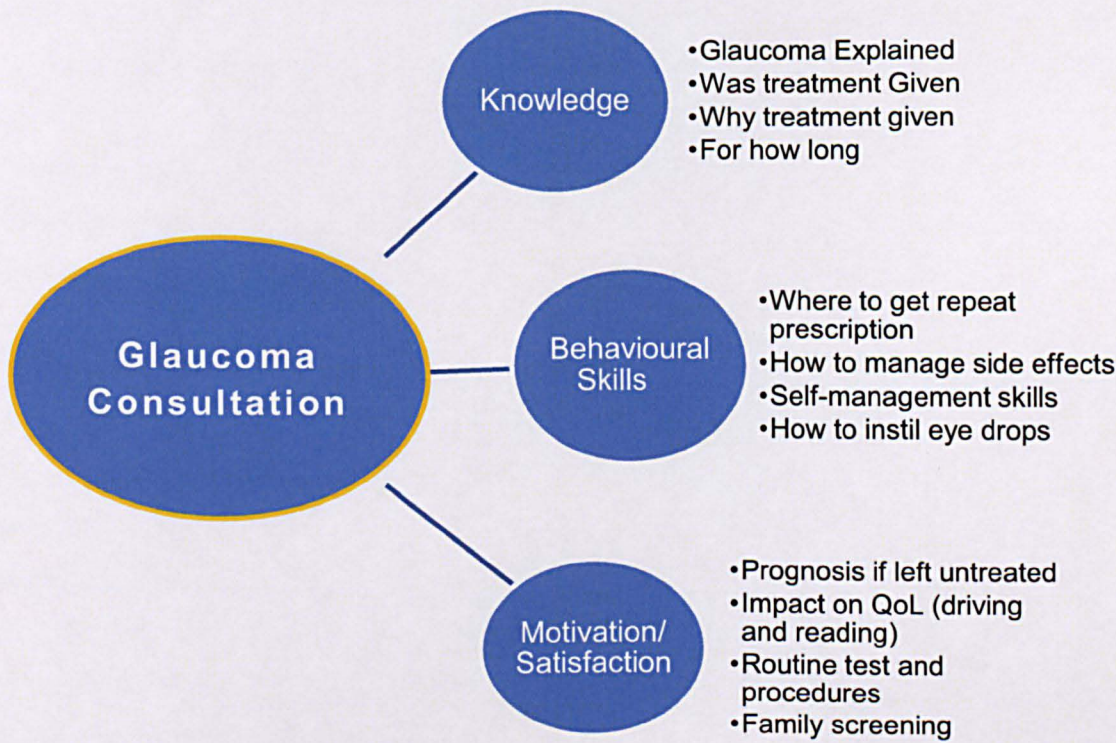 Knowledge
•Glaucoma Explained
•Was treatment Given
•Why treatment given
•For how long
Glaucoma
Consultation
Behavioural
Skills
•Where to get repeat
prescription
•How to manage side effects
•Self-management skills
•How to instil eye drops
Motivation/
Satisfaction
•Prognosis if left untreated
•Impact on QoL (driving
and reading)
•Routine test and
procedures
•Family screening